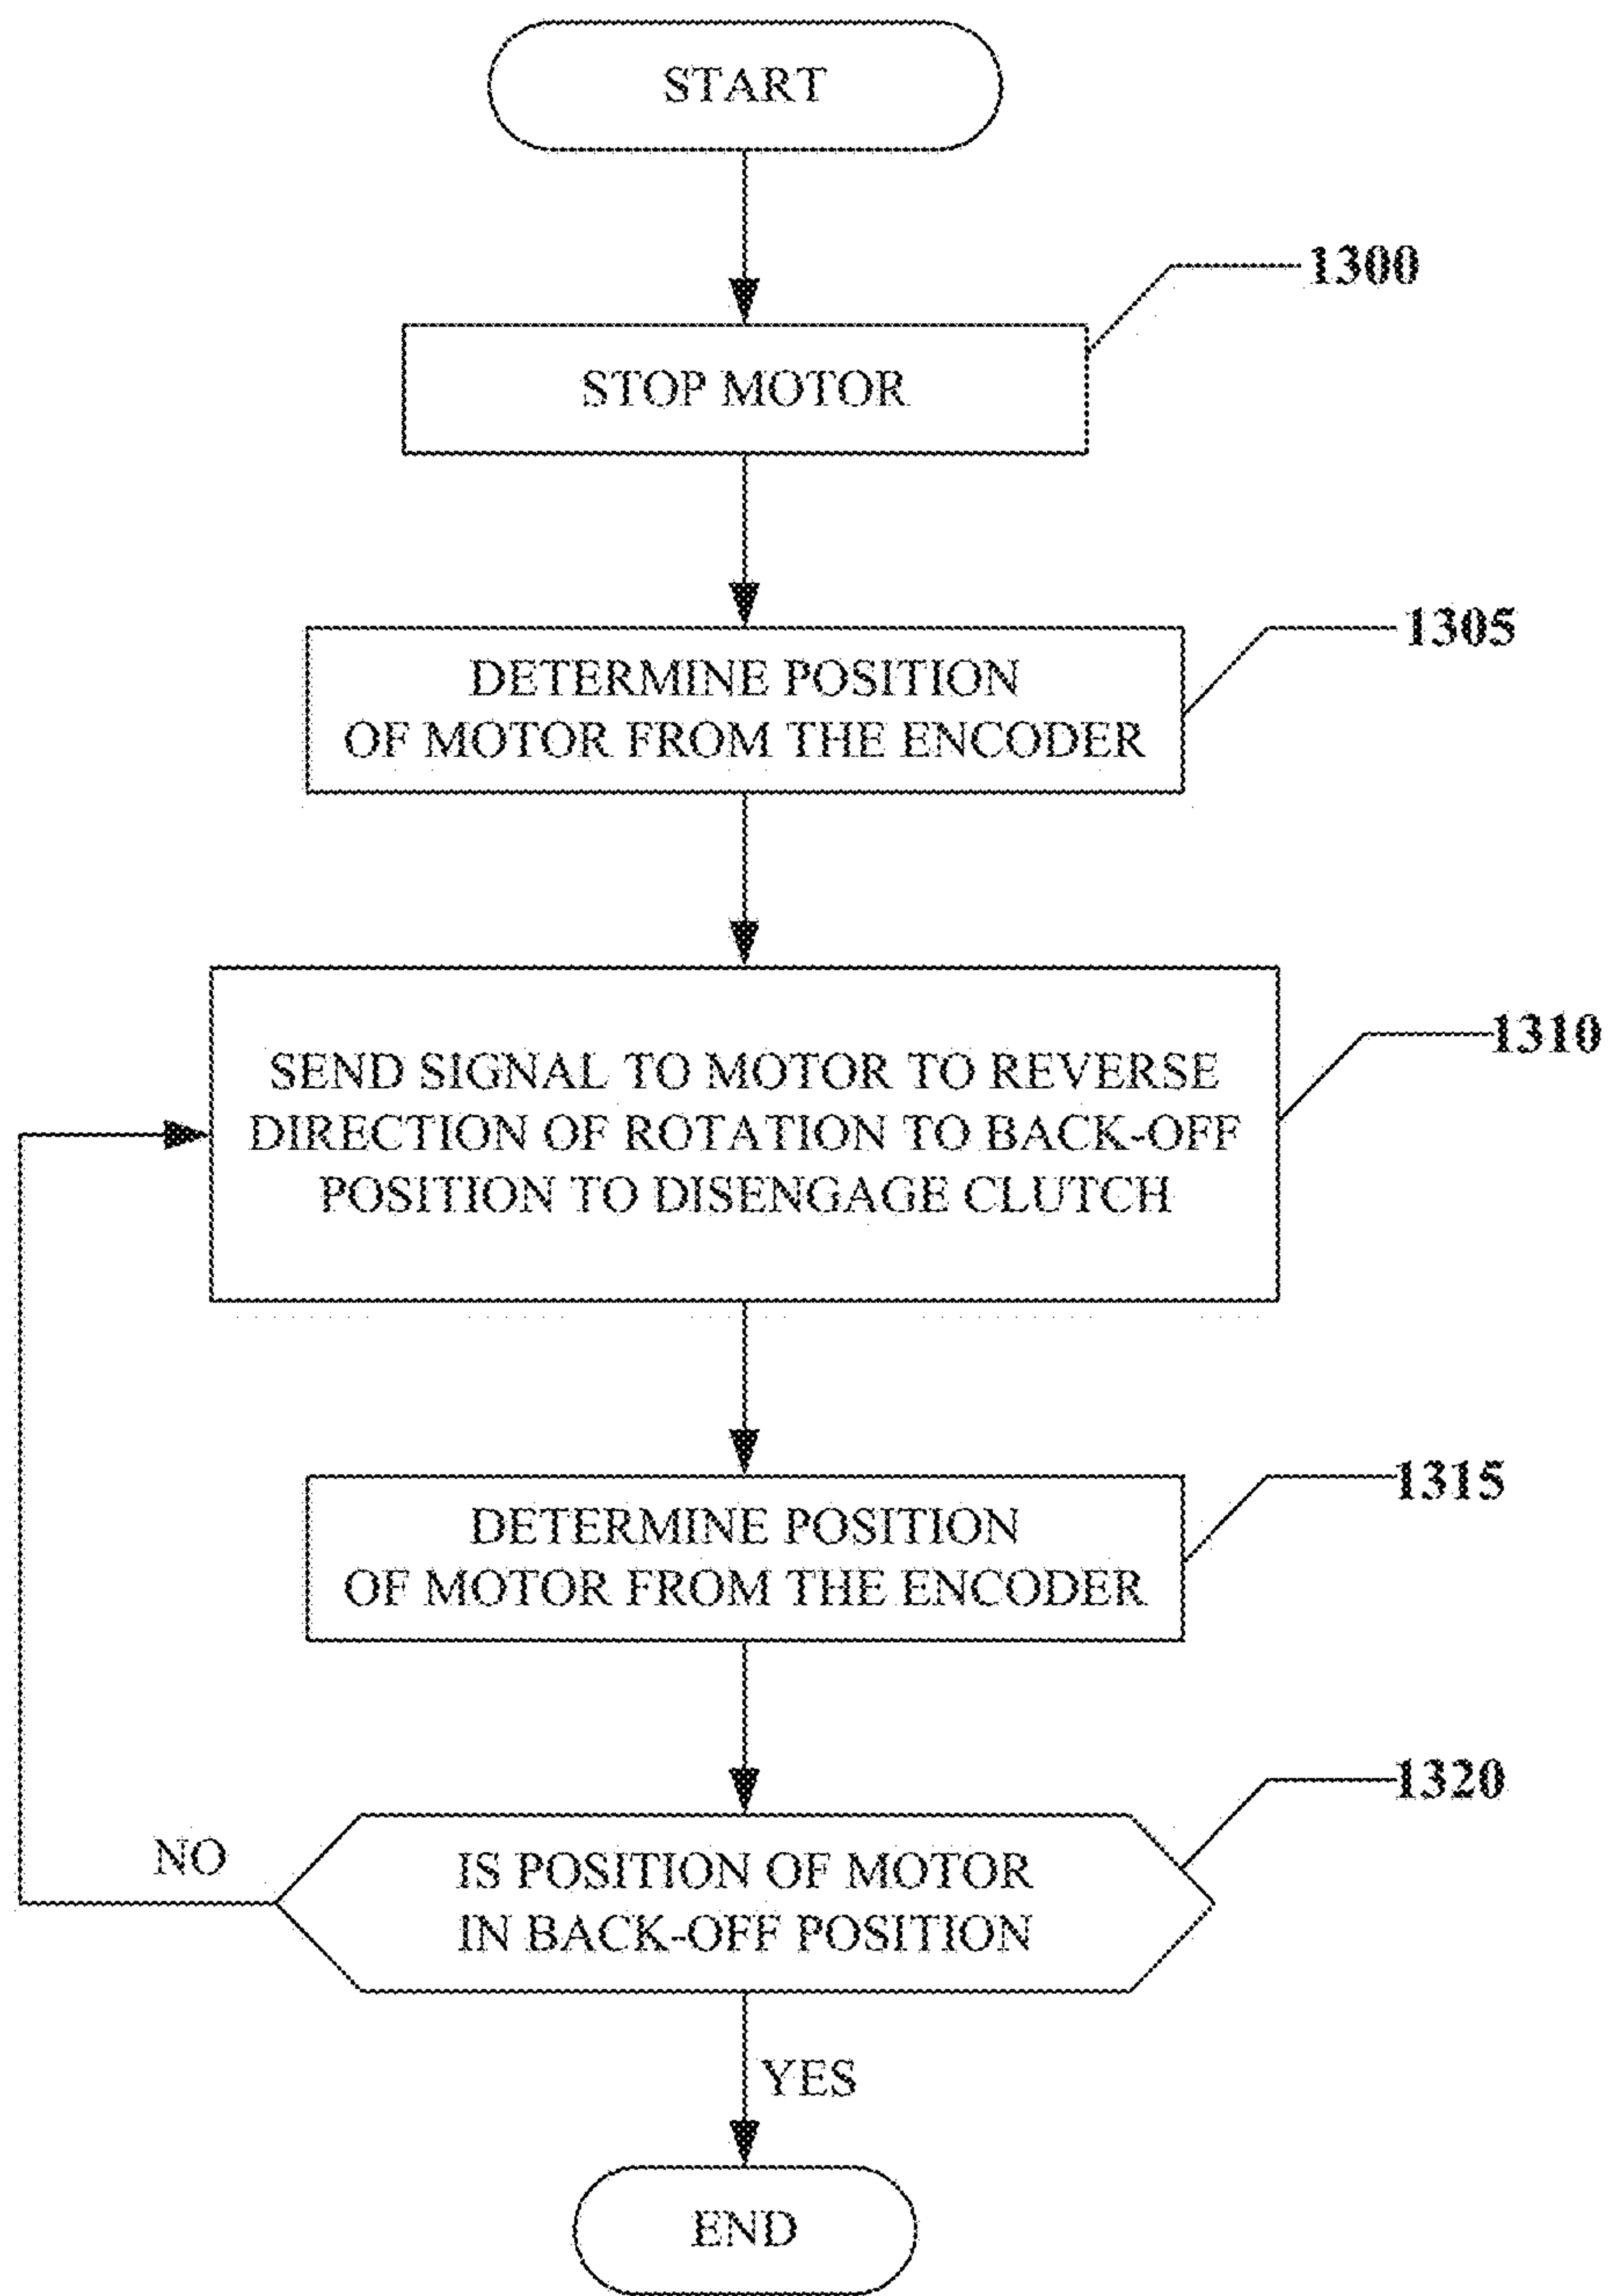 START
1300
STOP MOTOR
1305
DETERMINE POSITION
OF MOTOR FROM THE ENCODER
1310
SEND SIGNAL TO MOTOR TO REVERSE
DIRECTION OF ROTATION TO BACK-OFF
POSITION TO DISENGAGE CLUTCH
1315
DETERMINE POSITION
OF MOTOR FROM THE ENCODER
1320
NO
IS POSITION OF MOTOR
IN BACK-OFF POSITION
YES
END